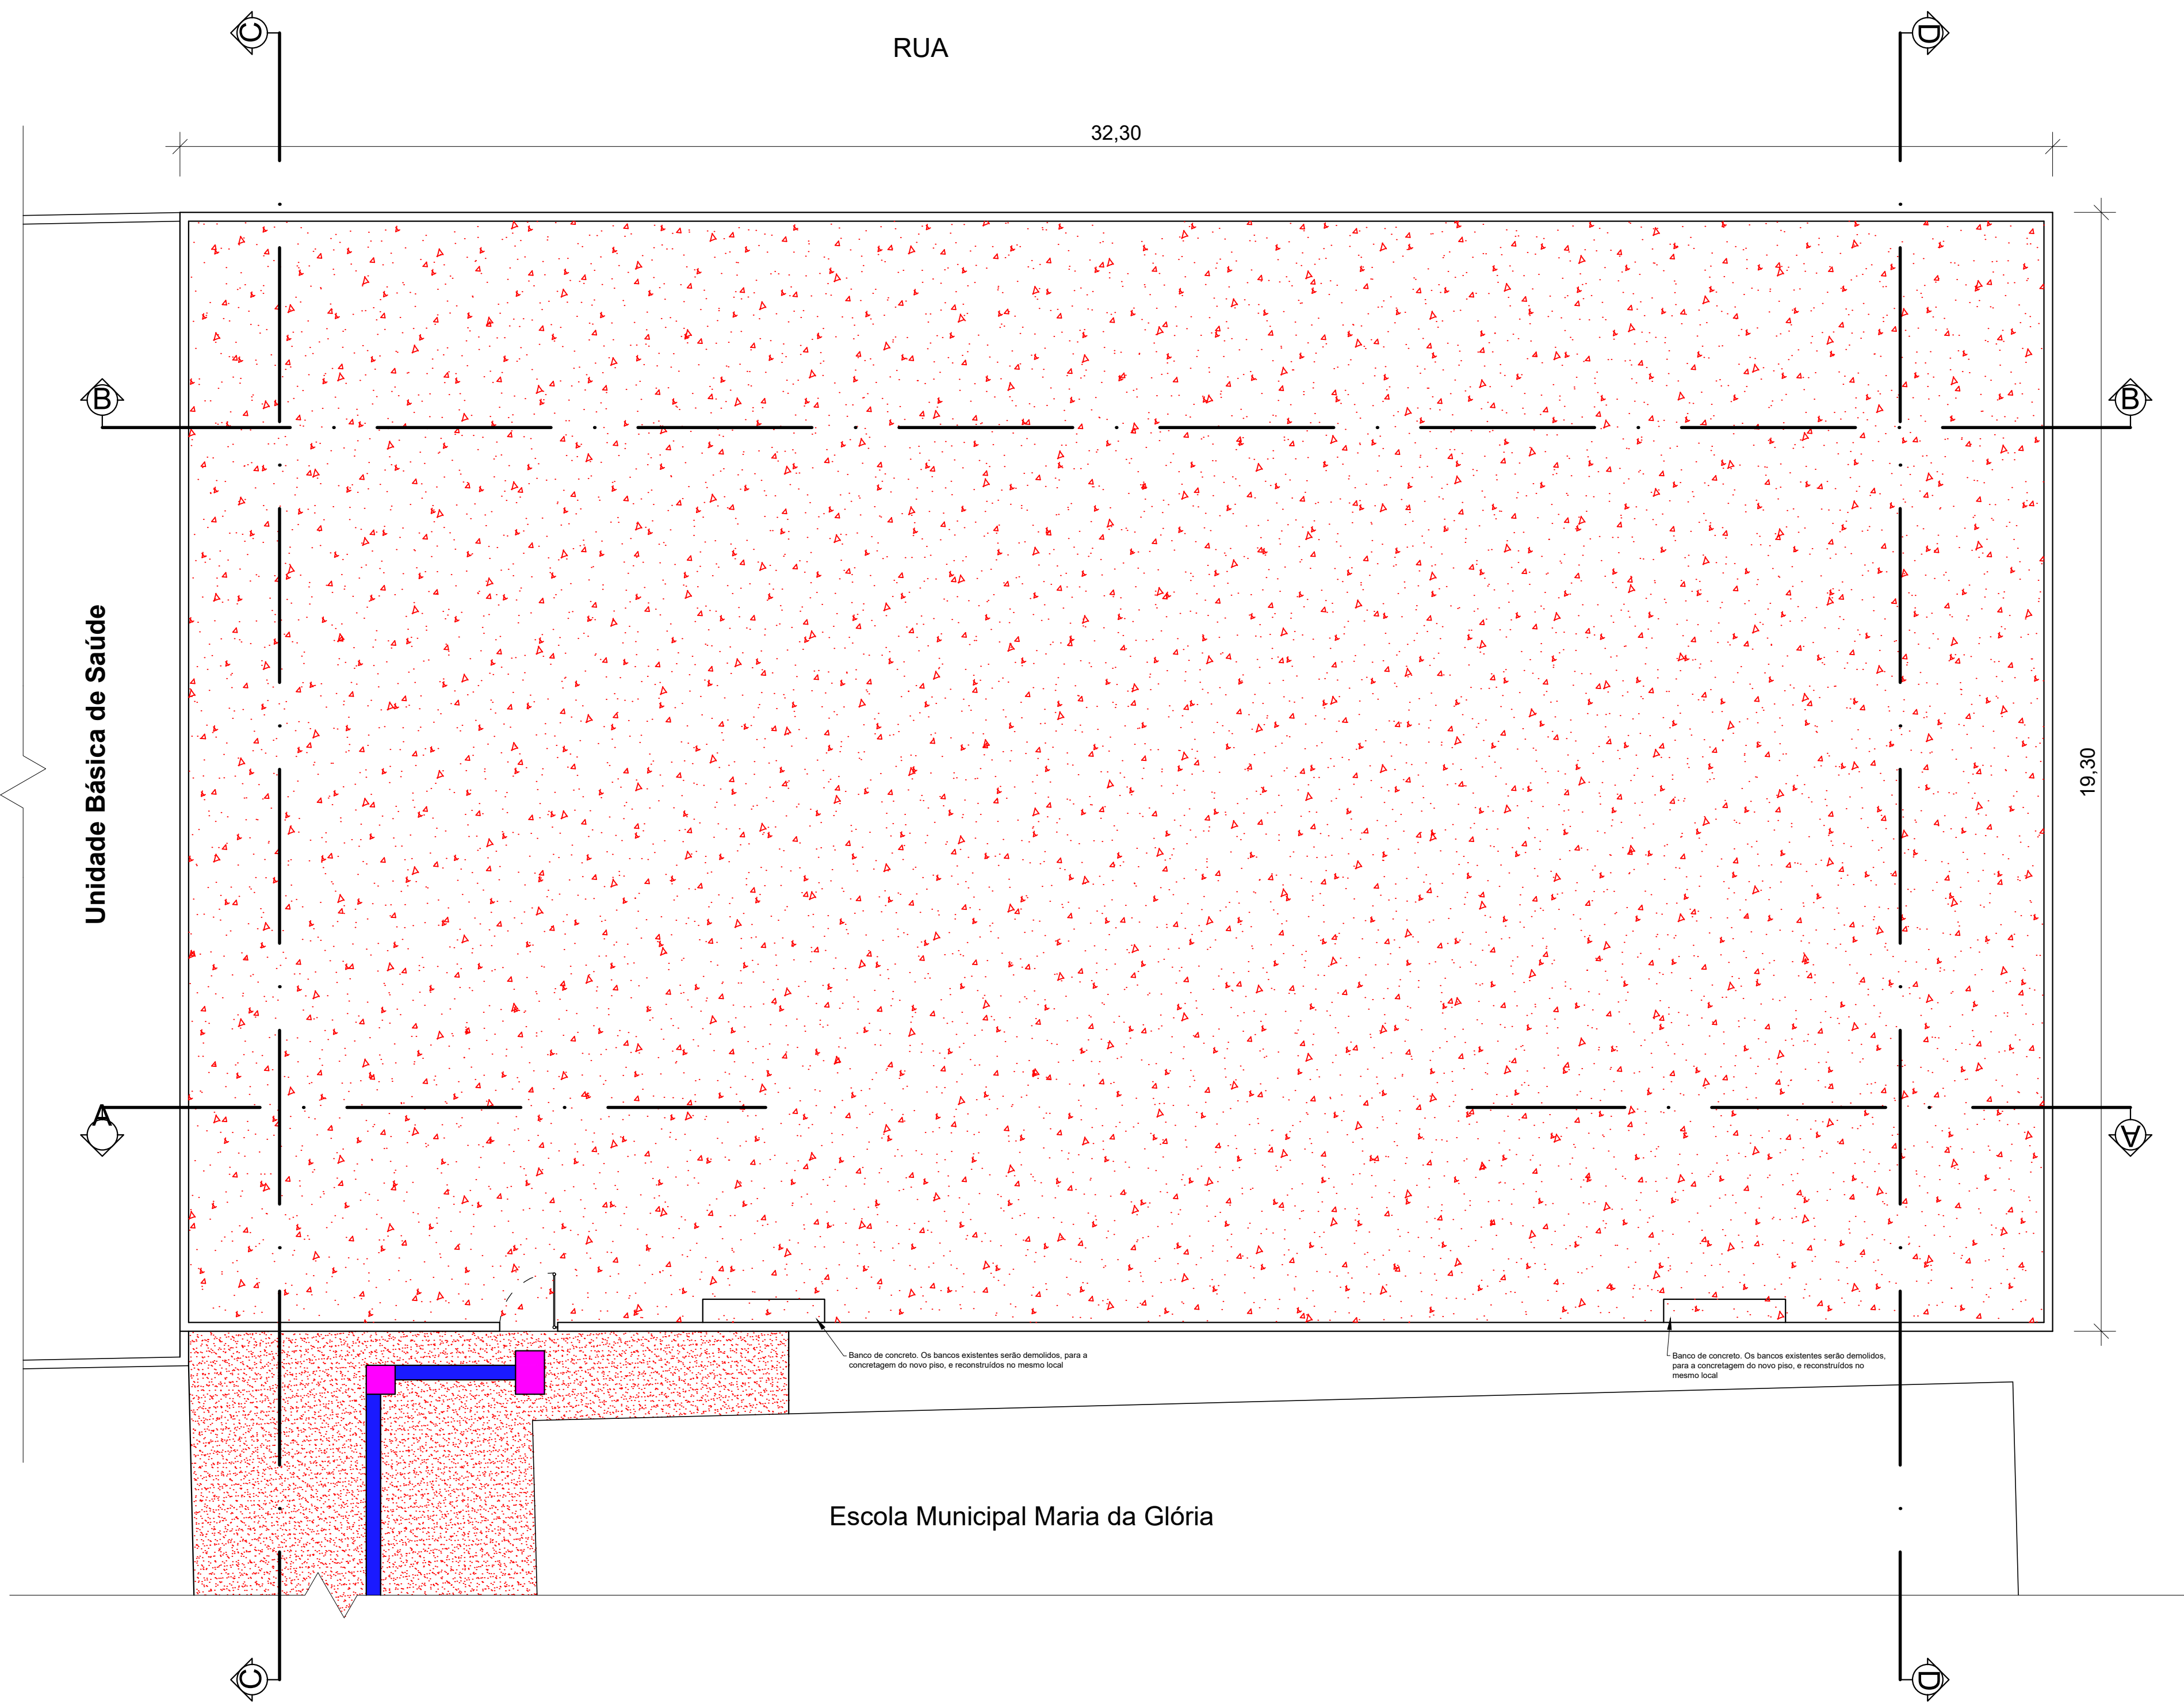 C
RUA
D
32,30
B
B
Unidade Básica de Saúde
19,30
A
A
Banco de concreto. Os bancos existentes serão demolidos, para a
concretagem do novo piso, e reconstruídos no mesmo local
Banco de concreto. Os bancos existentes serão demolidos,
para a concretagem do novo piso, e reconstruídos no
mesmo local
Escola Municipal Maria da Glória
C
D